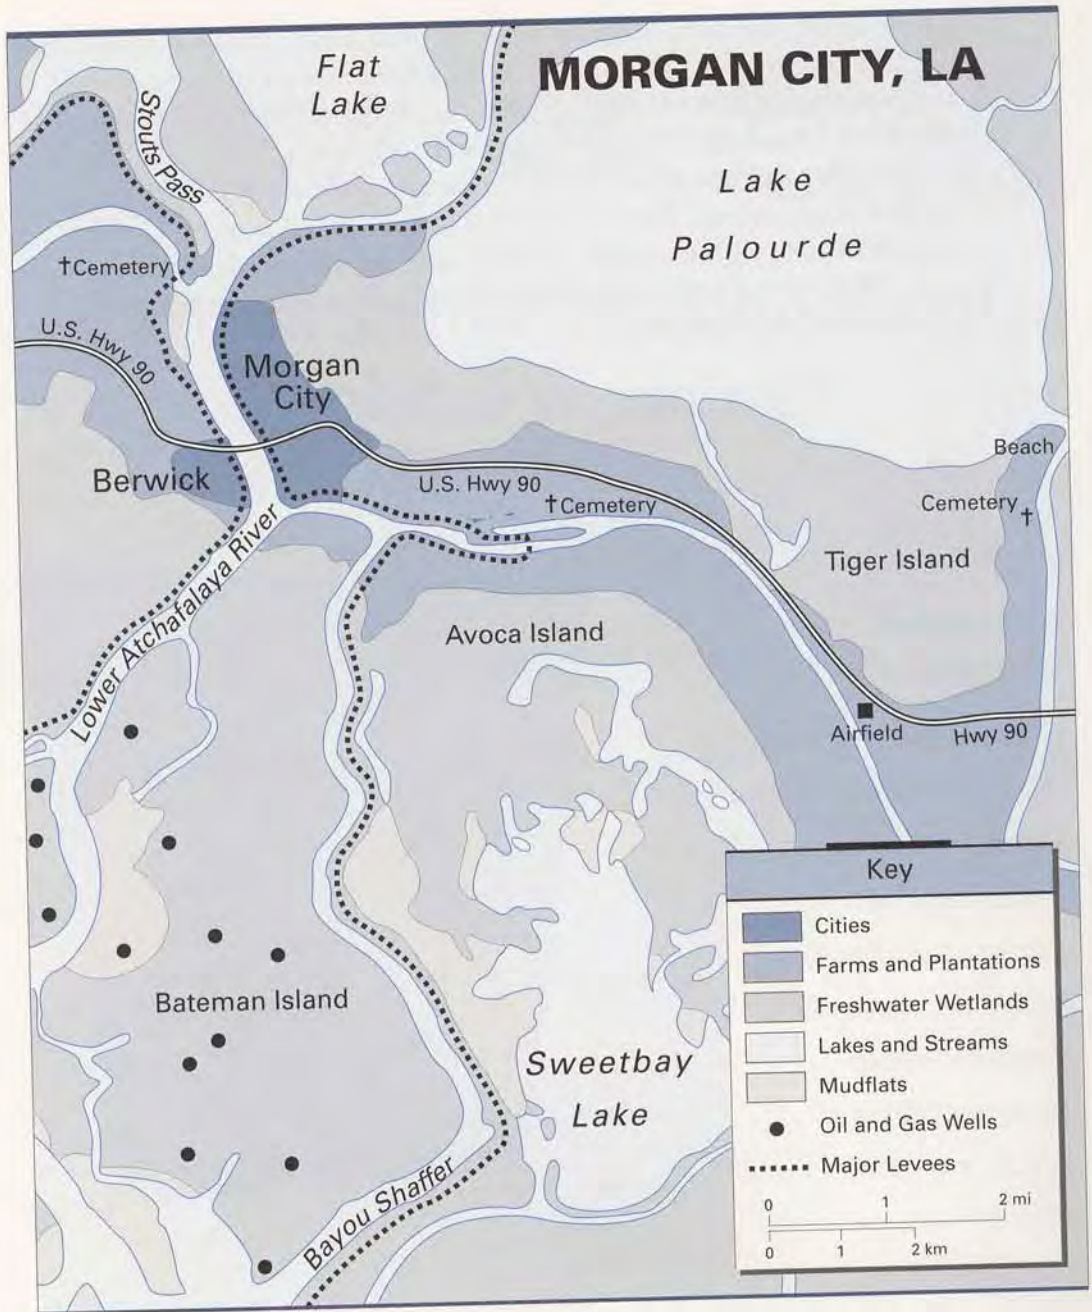 MORGAN CITY, LA
Flat
Lake
Stouts Pass
Lake
Palourde
†Cemetery
U.S. Hwy 90
Morgan
City
Berwick
U.S. Hwy 90
†Cemetery
Beach
Cemetery †
Tiger Island
Lower Atchafalaya River
Avoca Island
Airfield
Hwy 90
Bateman Island
Sweetbay
Lake
Bayou Shaffer
Key
Cities
Farms and Plantations
Freshwater Wetlands
Lakes and Streams
Mudflats
Oil and Gas Wells
Major Levees
0 1 2 mi
0 1 2 km